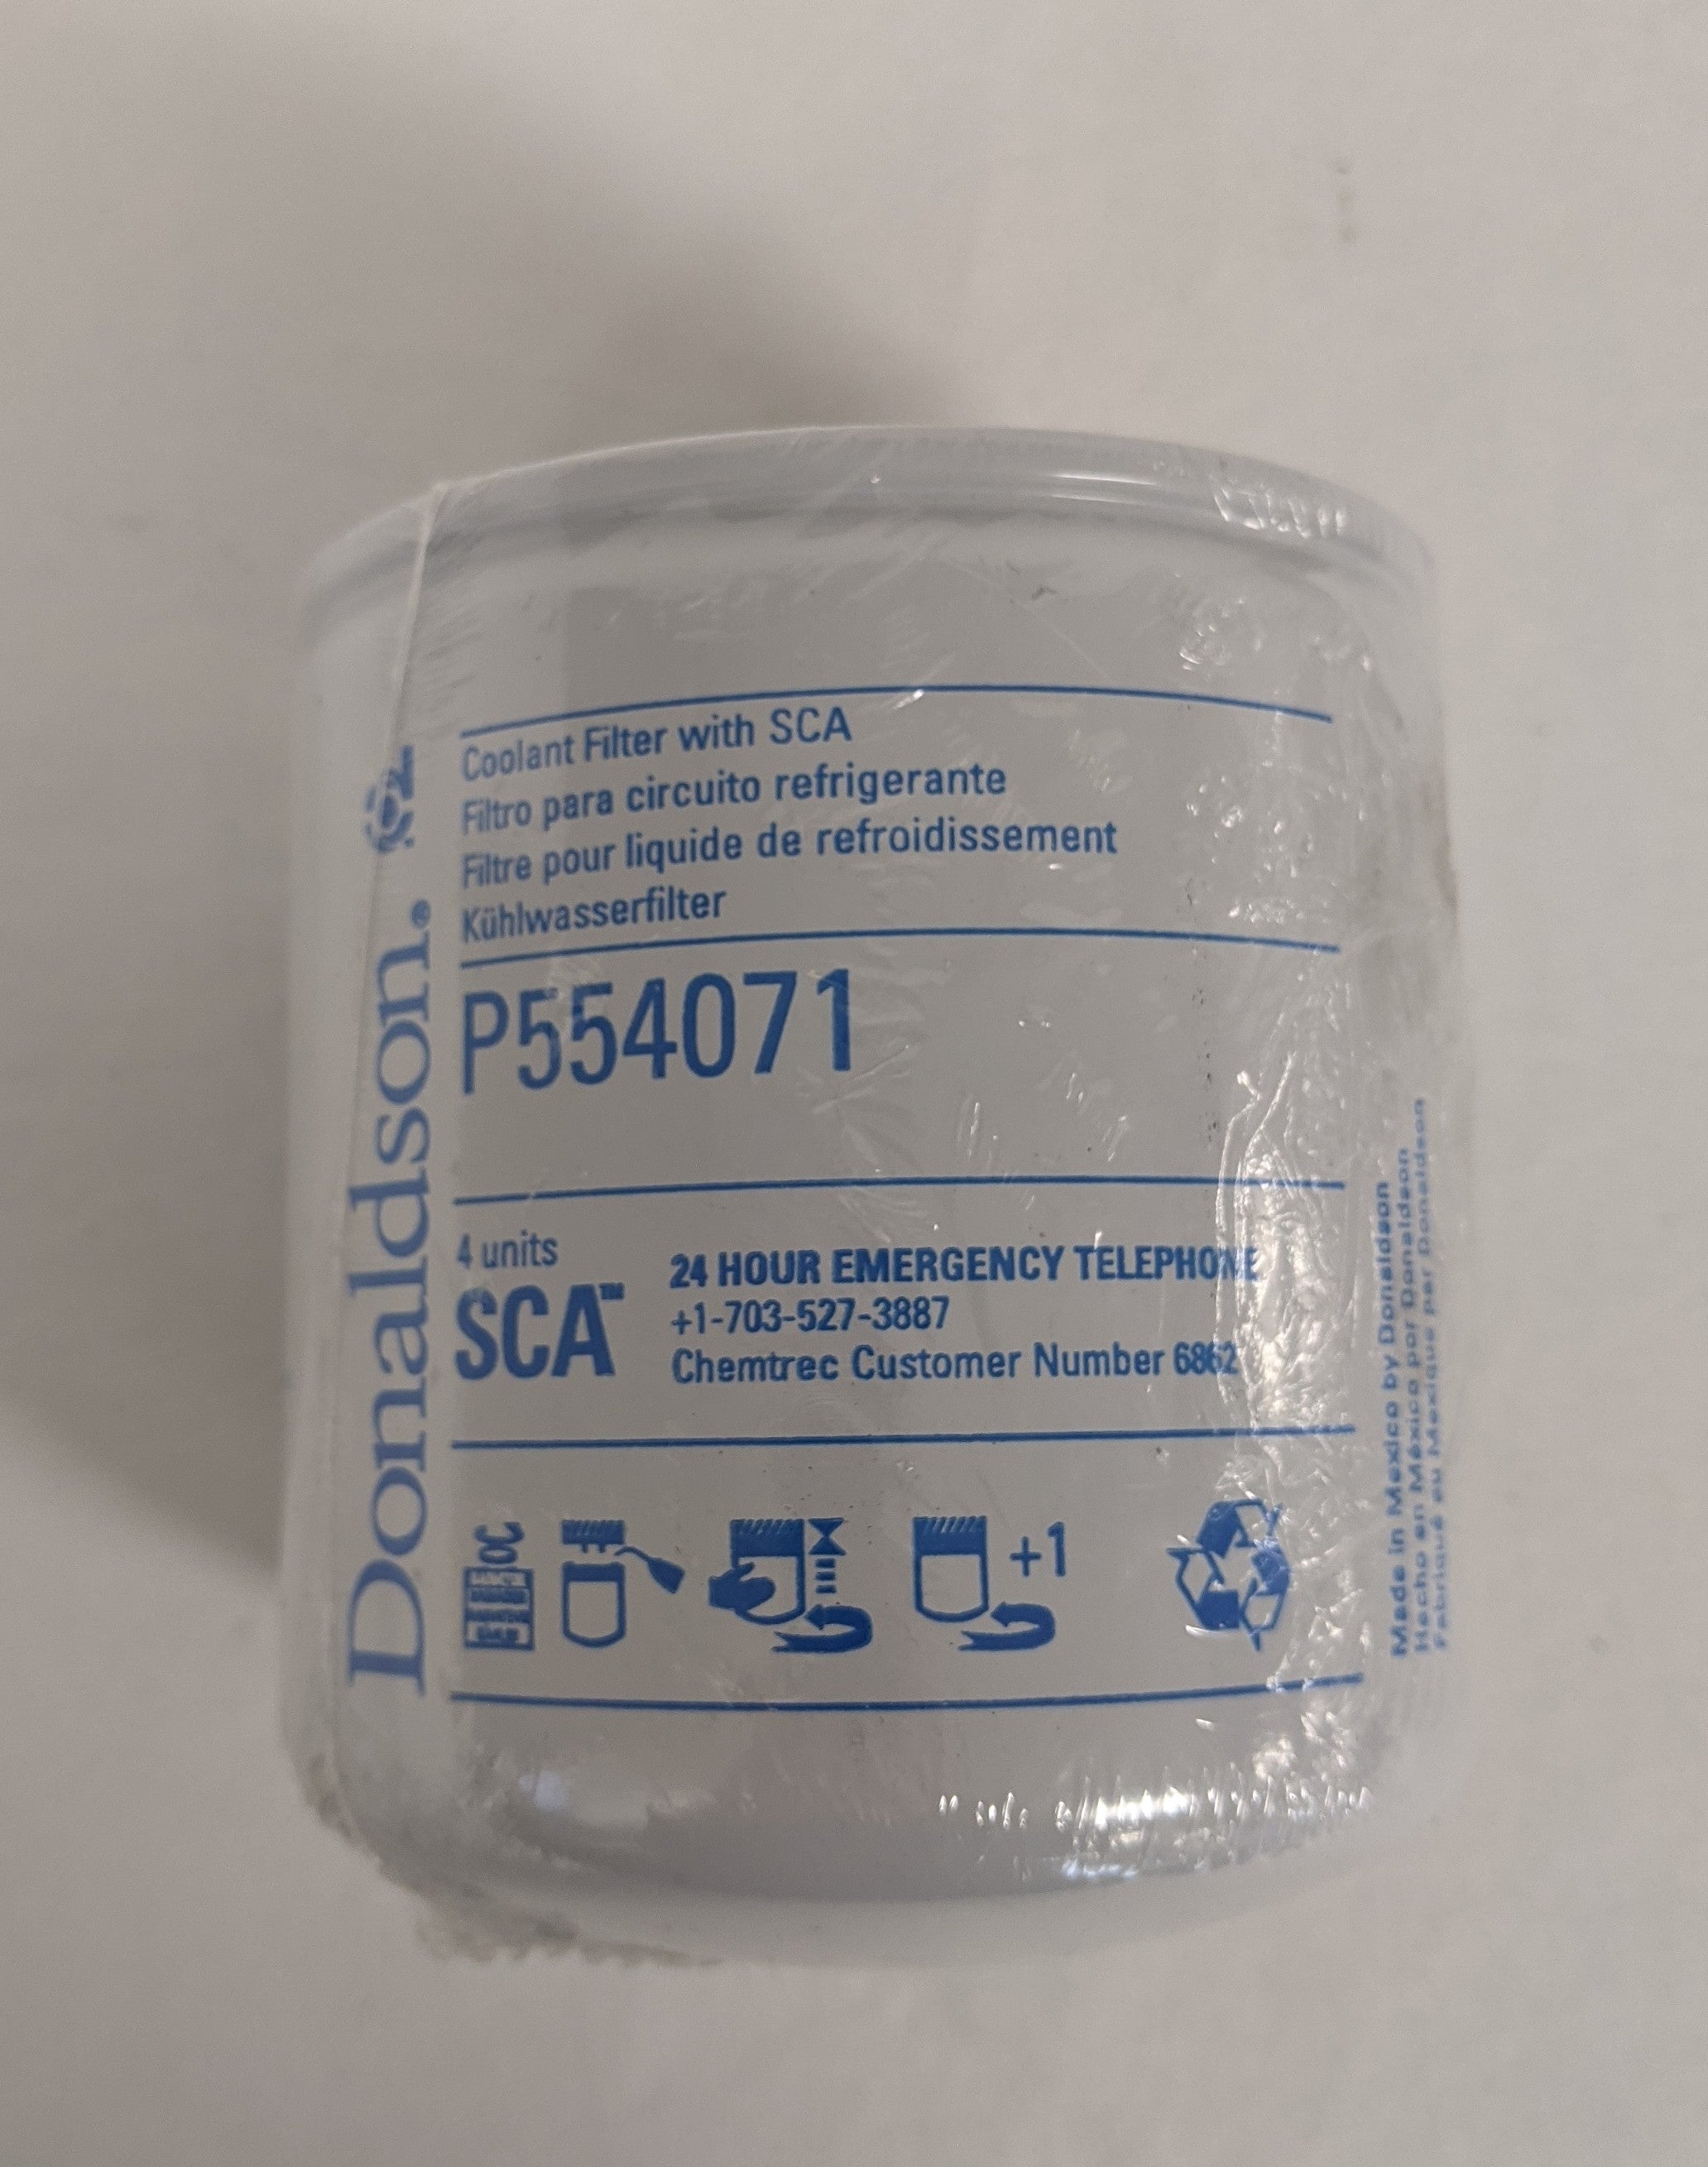 Donaldson.®
Coolant Filter with SCA
Filtro para circuito refrigerante
Filtre pour liquide de refroidissement
Kühlwasserfilter
P554071
4 units
SCA™
24 HOUR EMERGENCY TELEPHONE
+1-703-527-3887
Chemtrec Customer Number 6862
+1
Made in Mexico by Donaldson
Hecho en México por Donaldson
Fabriqué au Mexique par Donaldson